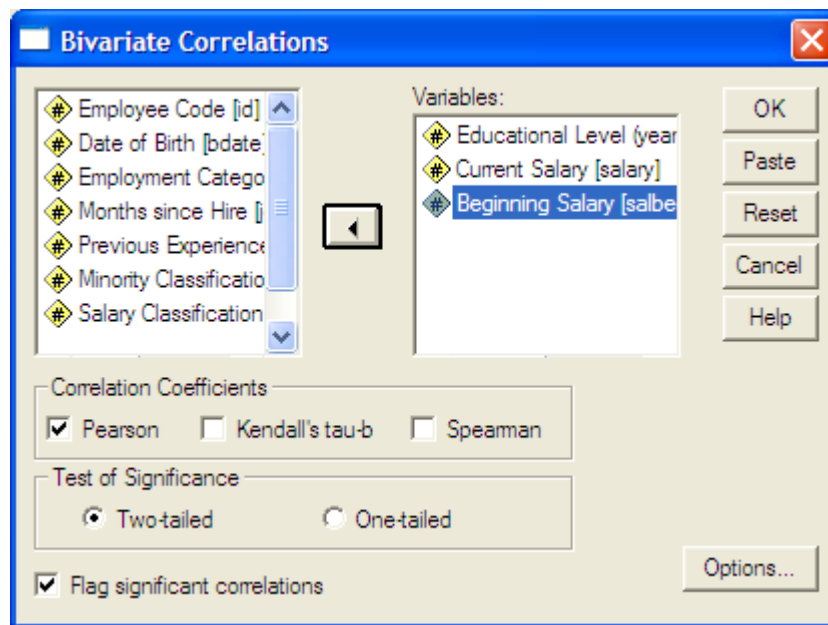 Bivariate Correlations
Employee Code [id]
Date of Birth [bdate]
Employment Catego
Months since Hire [j
Previous Experience
Minority Classificatio
Salary Classification
Variables:
Educational Level (year
Current Salary [salary]
Beginning Salary [salbe
OK
Paste
Reset
Cancel
Help
Correlation Coefficients
Pearson Kendall's tau-b Spearman
Test of Significance
Two-tailed One-tailed
Flag significant correlations
Options...